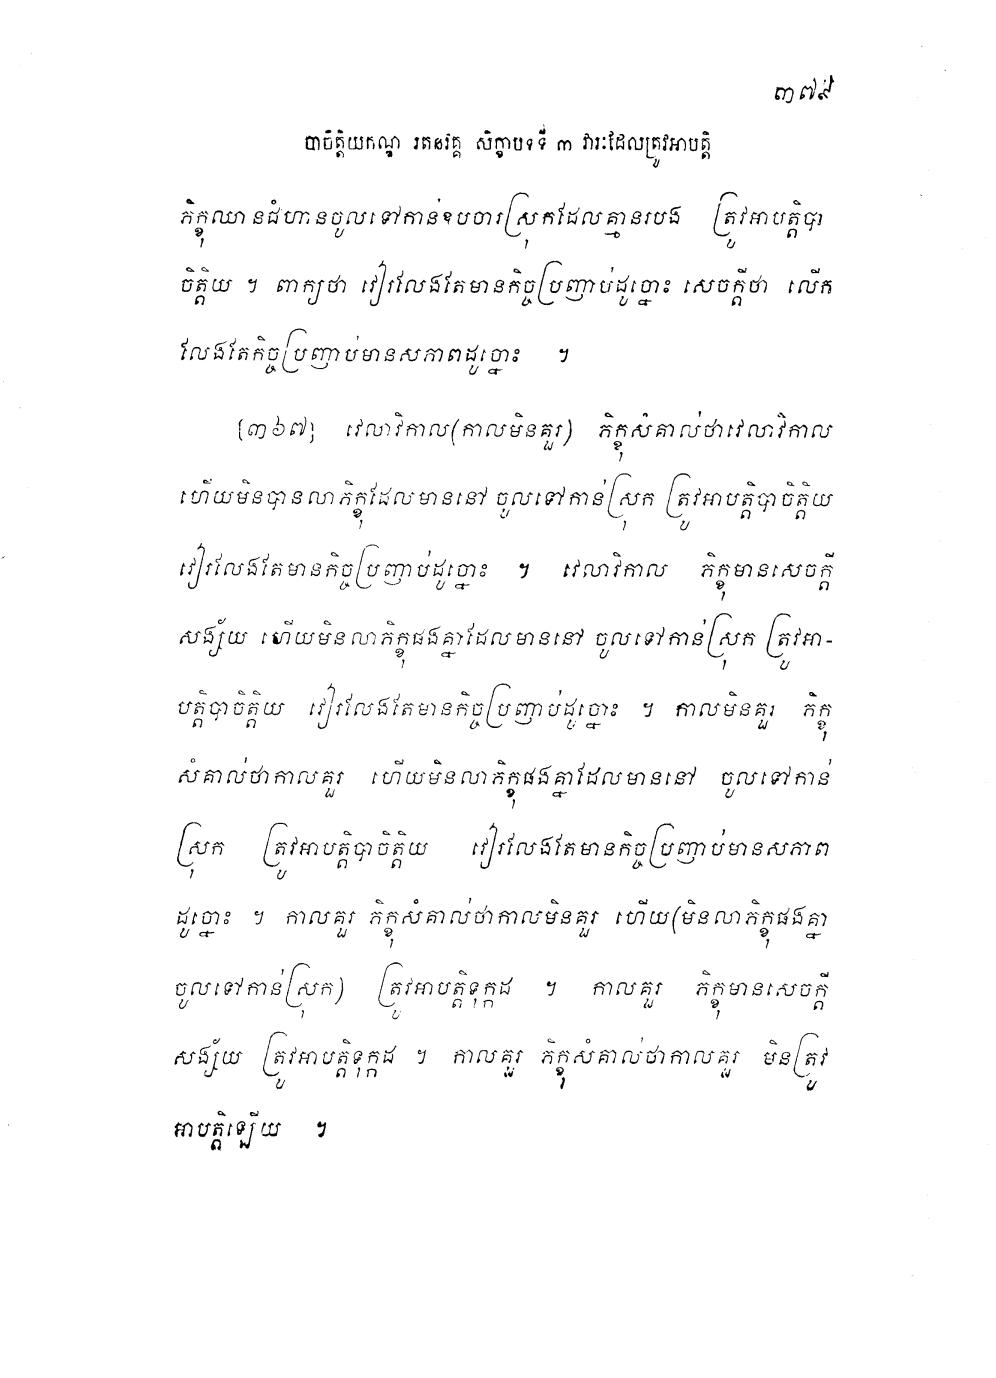 ៣៧៩
បាចិត្តិយកណ្ឌ រតនវគ្គ សិក្ខាបទទី ៣ វារៈដែលត្រូវអាបត្តិ
ភិក្ខុឈានជំហានចូលទៅកាន់ឧបចារស្រុកដែលគ្មានរបង ត្រូវអាបត្តិបា
ចិត្តិយ ។ ពាក្យថា វៀរលែងតែមានកិច្ចប្រញាប់ដូច្នោះ សេចក្តីថា លើក
លែងតែកិច្ចប្រញាប់មានសភាពដូច្នោះ ។
[៣៦៧] វេលាវិកាល(កាលមិនគួរ) ភិក្ខុសំគាល់ថាវេលាវិកាល
ហើយមិនបានលាភិក្ខុដែលមាននៅ ចូលទៅកាន់ស្រុក ត្រូវអាបត្តិបាចិត្តិយ
វៀរលែងតែមានកិច្ចប្រញាប់ដូច្នោះ ។ វេលាវិកាល ភិក្ខុមានសេចក្តី
សង្ស័យ ហើយមិនលាភិក្ខុផងគ្នាដែលមាននៅ ចូលទៅកាន់ស្រុក ត្រូវអា-
បត្តិបាចិត្តិយ វៀរលែងតែមានកិច្ចប្រញាប់ដូច្នោះ ។ កាលមិនគួរ ភិក្ខុ
សំគាល់ថាកាលគួរ ហើយមិនលាភិក្ខុផងគ្នាដែលមាននៅ ចូលទៅកាន់
ស្រុក ត្រូវអាបត្តិបាចិត្តិយ វៀរលែងតែមានកិច្ចប្រញាប់មានសភាព
ដូច្នោះ ។ កាលគួរ ភិក្ខុសំគាល់ថាកាលមិនគួរ ហើយ(មិនលាភិក្ខុផងគ្នា
ចូលទៅកាន់ស្រុក) ត្រូវអាបត្តិទុក្កដ ។ កាលគួរ ភិក្ខុមានសេចក្តី
សង្ស័យ ត្រូវអាបត្តិទុក្កដ ។ កាលគួរ ភិក្ខុសំគាល់ថាកាលគួរ មិនត្រូវ
អាបត្តិឡើយ ។